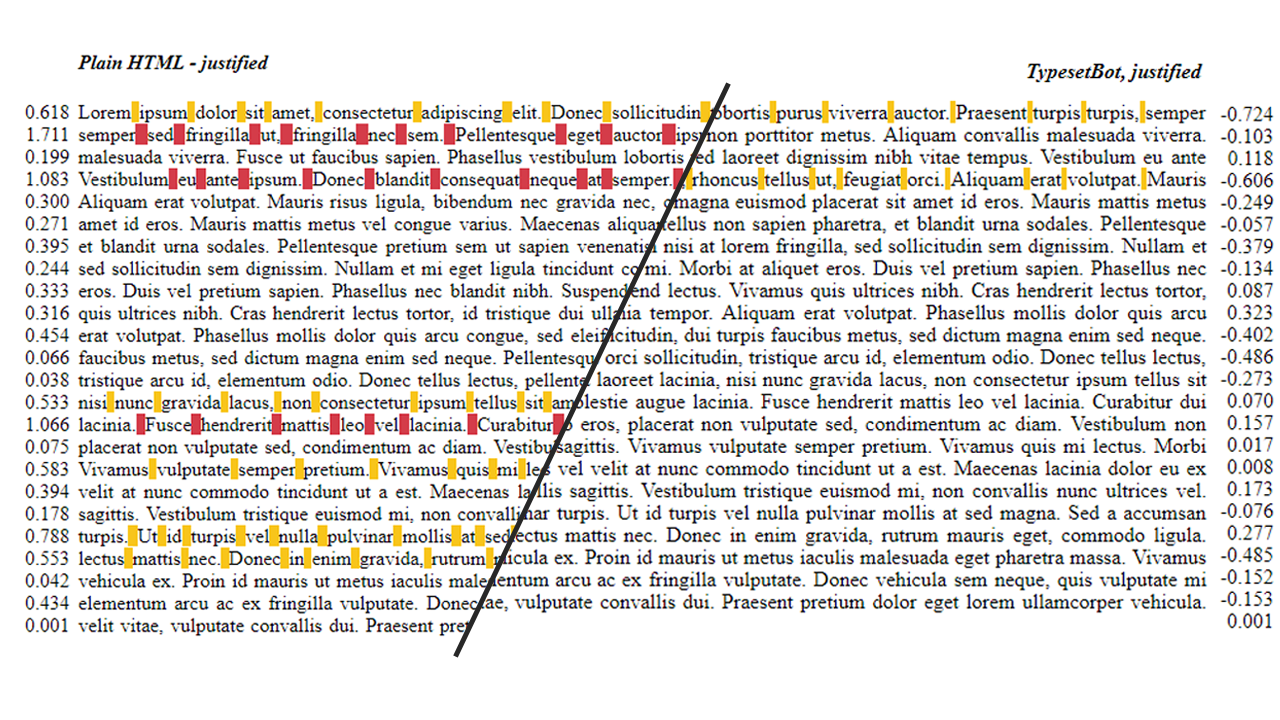 Plain HTML - justified
TypesetBot, justified
0.618 Lorem ipsum dolor sit amet, consectetur adipiscing elit. Donec sollicitudin lobortis purus viverra auctor. Praesent turpis turpis, semper -0.724
1.711 semper sed fringilla ut, fringilla nec sem. Pellentesque eget auctor ips non porttitor metus. Aliquam convallis malesuada viverra. -0.103
0.199 malesuada viverra. Fusce ut faucibus sapien. Phasellus vestibulum lobortis sed laoreet dignissim nibh vitae tempus. Vestibulum eu ante 0.118
1.083 Vestibulum eu ante ipsum. Donec blandit consequat neque at semper. rhoncus tellus ut, feugiat orci. Aliquam erat volutpat. Mauris -0.606
0.300 Aliquam erat volutpat. Mauris risus ligula, bibendum nec gravida nec, magna euismod placerat sit amet id eros. Mauris mattis metus -0.249
0.271 amet id eros. Mauris mattis metus vel congue varius. Maecenas aliqua tellus non sapien pharetra, et blandit urna sodales. Pellentesque -0.057
0.395 et blandit urna sodales. Pellentesque pretium sem ut sapien venenatis nisi at lorem fringilla, sed sollicitudin sem dignissim. Nullam et -0.379
0.244 sed sollicitudin sem dignissim. Nullam et mi eget ligula tincidunt co mi. Morbi at aliquet eros. Duis vel pretium sapien. Phasellus nec -0.134
0.333 eros. Duis vel pretium sapien. Phasellus nec blandit nibh. Suspend end lectus. Vivamus quis ultrices nibh. Cras hendrerit lectus tortor, 0.087
0.316 quis ultrices nibh. Cras hendrerit lectus tortor, id tristique dui ulla ia tempor. Aliquam erat volutpat. Phasellus mollis dolor quis arcu 0.323
0.454 erat volutpat. Phasellus mollis dolor quis arcu congue, sed eleif icitudin, dui turpis faucibus metus, sed dictum magna enim sed neque. -0.402
0.066 faucibus metus, sed dictum magna enim sed neque. Pellentesqu orci sollicitudin, tristique arcu id, elementum odio. Donec tellus lectus, -0.486
0.038 tristique arcu id, elementum odio. Donec tellus lectus, pellente laoreet lacinia, nisi nunc gravida lacus, non consectetur ipsum tellus sit -0.273
0.533 nisi nunc gravida lacus, non consectetur ipsum tellus sit am olestie augue lacinia. Fusce hendrerit mattis leo vel lacinia. Curabitur dui 0.070
1.066 lacinia. Fusce hendrerit mattis leo vel lacinia. Curabitur o eros, placerat non vulputate sed, condimentum ac diam. Vestibulum non 0.157
0.075 placerat non vulputate sed, condimentum ac diam. Vestibu sagittis. Vivamus vulputate semper pretium. Vivamus quis mi lectus. Morbi 0.017
0.583 Vivamus vulputate semper pretium. Vivamus quis mi lec vel velit at nunc commodo tincidunt ut a est. Maecenas lacinia dolor eu ex 0.008
0.394 velit at nunc commodo tincidunt ut a est. Maecenas la llis sagittis. Vestibulum tristique euismod mi, non convallis nunc ultrices vel. 0.173
0.178 sagittis. Vestibulum tristique euismod mi, non convalli nar turpis. Ut id turpis vel nulla pulvinar mollis at sed magna. Sed a accumsan -0.076
0.788 turpis. Ut id turpis vel nulla pulvinar mollis at sed lectus mattis nec. Donec in enim gravida, rutrum mauris eget, commodo ligula. 0.277
0.553 lectus mattis nec. Donec in enim gravida, rutrum icula ex. Proin id mauris ut metus iaculis malesuada eget pharetra massa. Vivamus -0.485
0.042 vehicula ex. Proin id mauris ut metus iaculis male entum arcu ac ex fringilla vulputate. Donec vehicula sem neque, quis vulputate mi -0.152
0.434 elementum arcu ac ex fringilla vulputate. Donec ae, vulputate convallis dui. Praesent pretium dolor eget lorem ullamcorper vehicula. -0.153
0.001 velit vitae, vulputate convallis dui. Praesent pret 0.001